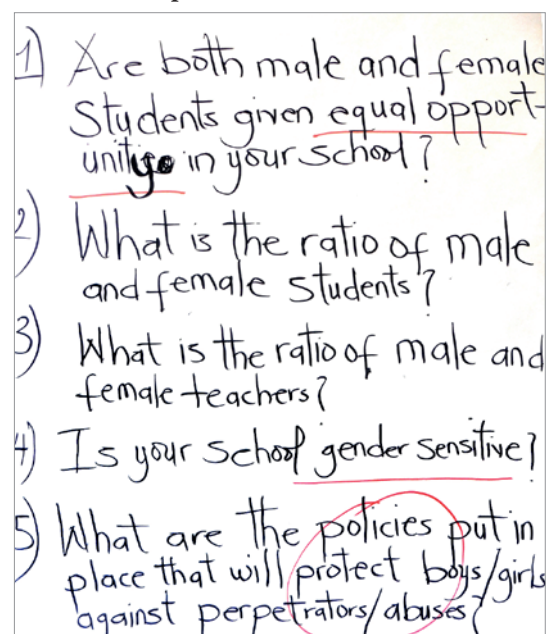 1) Are both male and female
Students given equal opport-
unity in your school?
2) What is the ratio of male
and female students?
3) What is the ratio of male and
female teachers?
4) Is your school gender sensitive?
5) What are the policies put in
place that will protect boys/girls
against perpetrators/abuses?